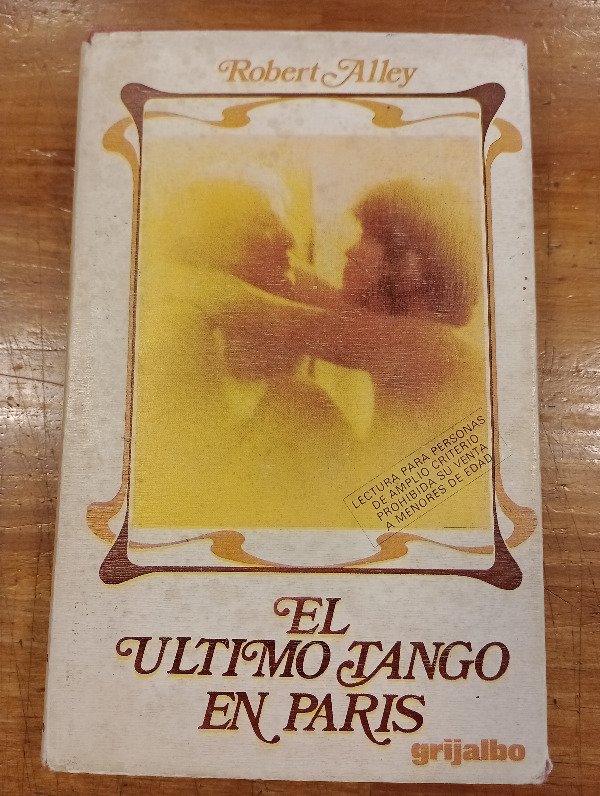 Robert Alley
LECTURA PARA PERSONAS
DE AMPLIO CRITERIO
PROHIBIDA SU VENTA
A MENORES DE EDAD
EL
ULTIMO TANGO
EN PARIS
grijalbo